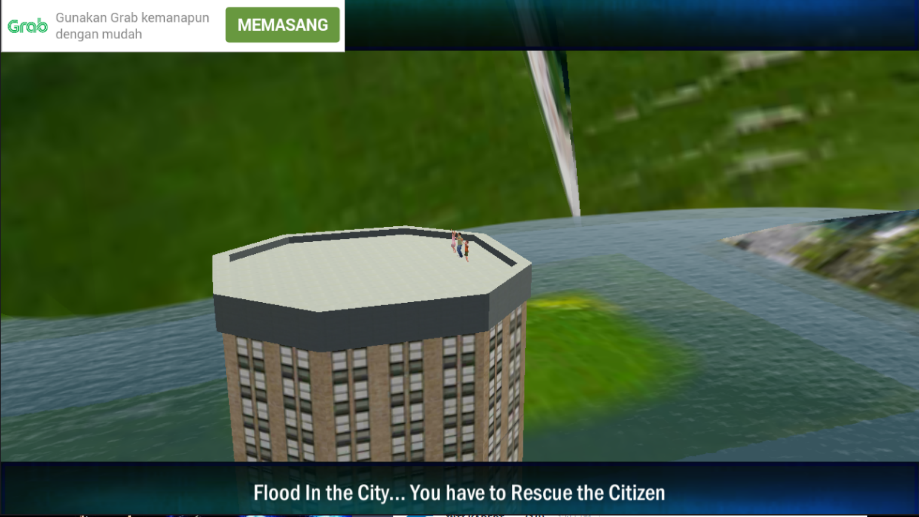 Grab
Gunakan Grab kemanapun
dengan mudah
MEMASANG
Flood In the City... You have to Rescue the Citizen